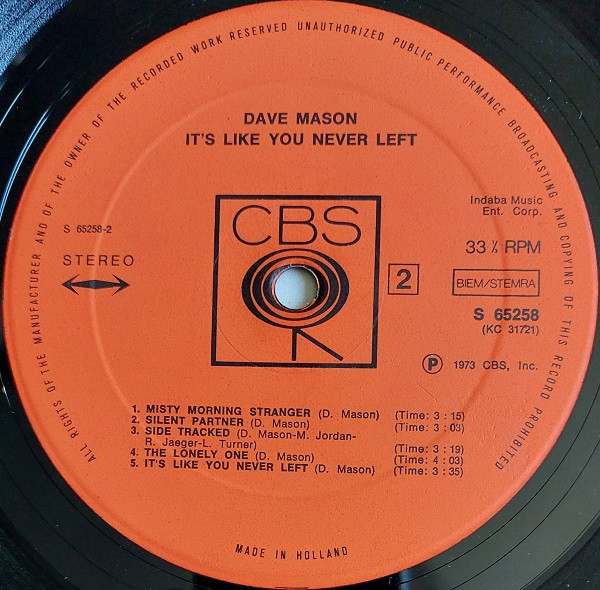 ALL RIGHTS OF THE MANUFACTURER AND OF THE OWNER OF THE RECORDED WORK RESERVED UNAUTHORIZED PUBLIC PERFORMANCE BROADCASTING AND COPYING OF THIS RECORD PROHIBITED
DAVE MASON
IT'S LIKE YOU NEVER LEFT
Indaba Music
Ent. Corp.
S 65258-2
STEREO
CBS
2
33⅓ RPM
BIEM/STEMRA
S 65258
(KC 31721)
Ⓟ 1973 CBS, Inc.
1. MISTY MORNING STRANGER (D. Mason) (Time: 3 : 15)
2. SILENT PARTNER (D. Mason) (Time: 3 : 03)
3. SIDE TRACKED (D. Mason-M. Jordan-
R. Jaeger-L. Turner) (Time: 3 : 19)
4. THE LONELY ONE (D. Mason) (Time: 4 : 03)
5. IT'S LIKE YOU NEVER LEFT (D. Mason) (Time: 3 : 35)
MADE IN HOLLAND